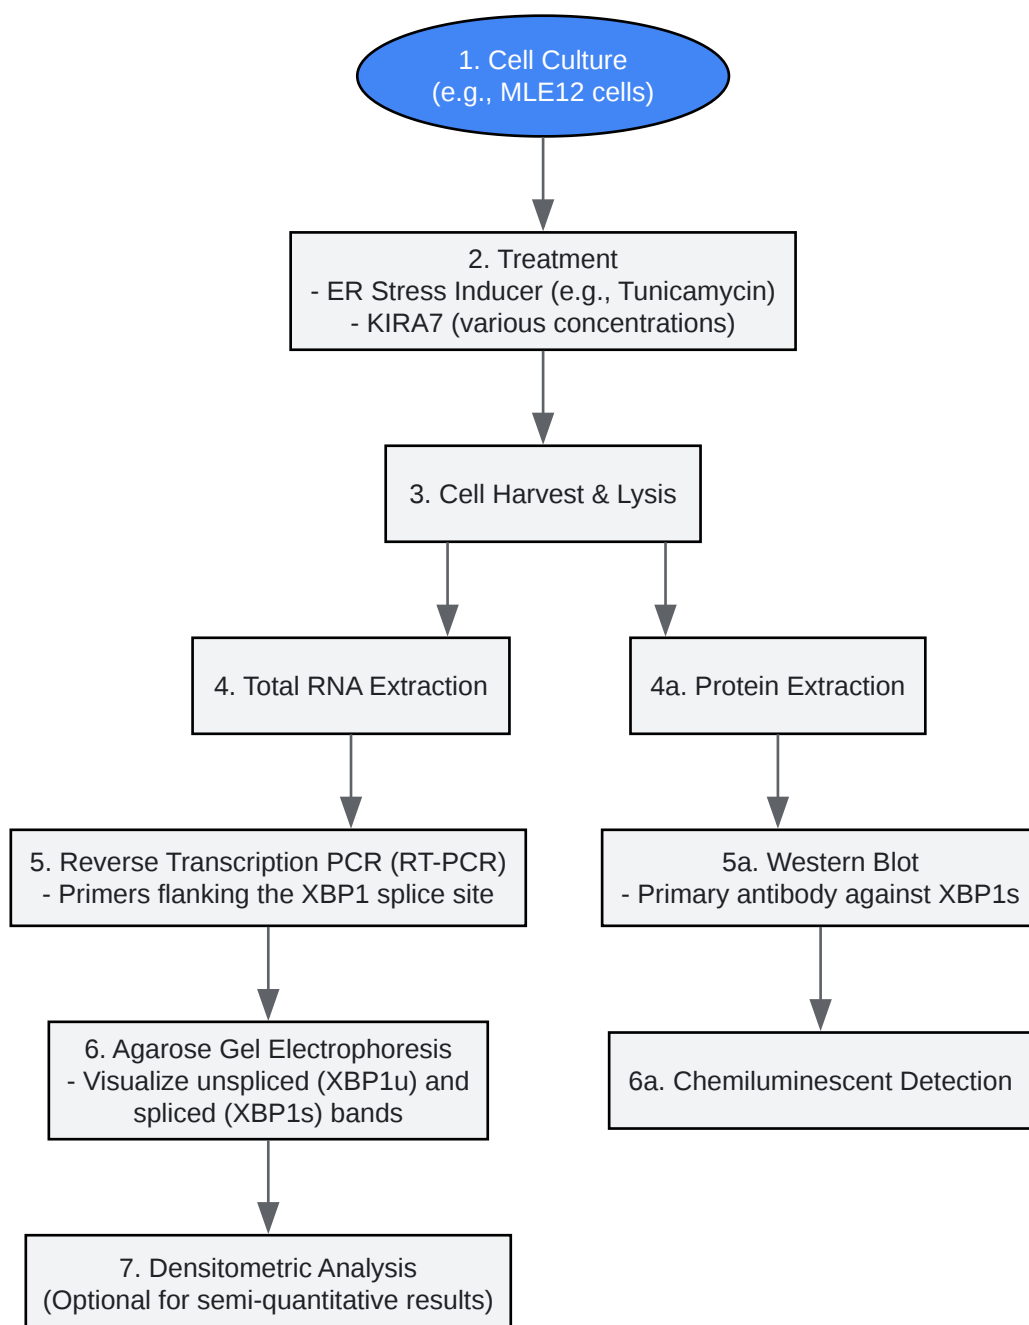 1. Cell Culture
(e.g., MLE12 cells)
2. Treatment
- ER Stress Inducer (e.g., Tunicamycin)
- KIRA7 (various concentrations)
3. Cell Harvest & Lysis
4. Total RNA Extraction
4a. Protein Extraction
5. Reverse Transcription PCR (RT-PCR)
- Primers flanking the XBP1 splice site
5a. Western Blot
- Primary antibody against XBP1s
6. Agarose Gel Electrophoresis
- Visualize unspliced (XBP1u) and
spliced (XBP1s) bands
6a. Chemiluminescent Detection
7. Densitometric Analysis
(Optional for semi-quantitative results)